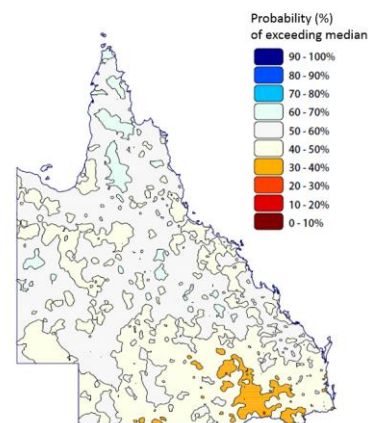 Probability (%)
of exceeding median
90 - 100%
80 - 90%
70 - 80%
60 - 70%
50 - 60%
40 - 50%
30 - 40%
20 - 30%
10 - 20%
0 - 10%